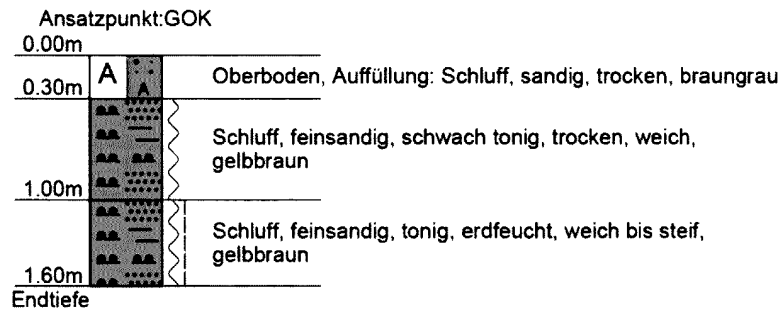 Ansatzpunkt:GOK
0.00m
A
Oberboden, Auffüllung: Schluff, sandig, trocken, braungrau
A
0.30m
Schluff, feinsandig, schwach tonig, trocken, weich,
gelbbraun
1.00m
Schluff, feinsandig, tonig, erdfeucht, weich bis steif,
gelbbraun
1.60m
Endtiefe